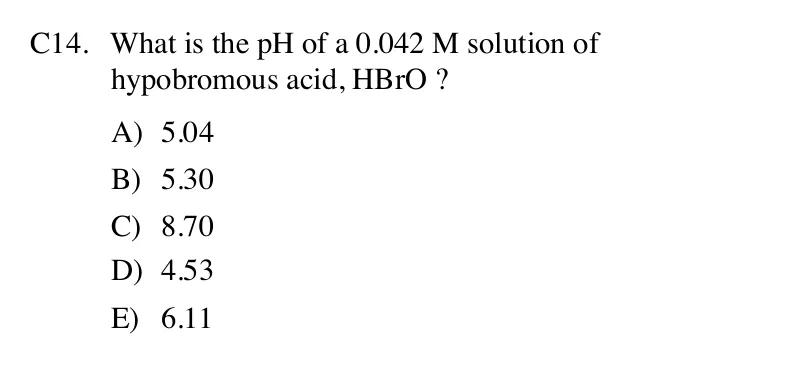 C14. What is the pH of a 0.042 M solution of
hypobromous acid, HBrO ?
A) 5.04
B) 5.30
C) 8.70
D) 4.53
E) 6.11